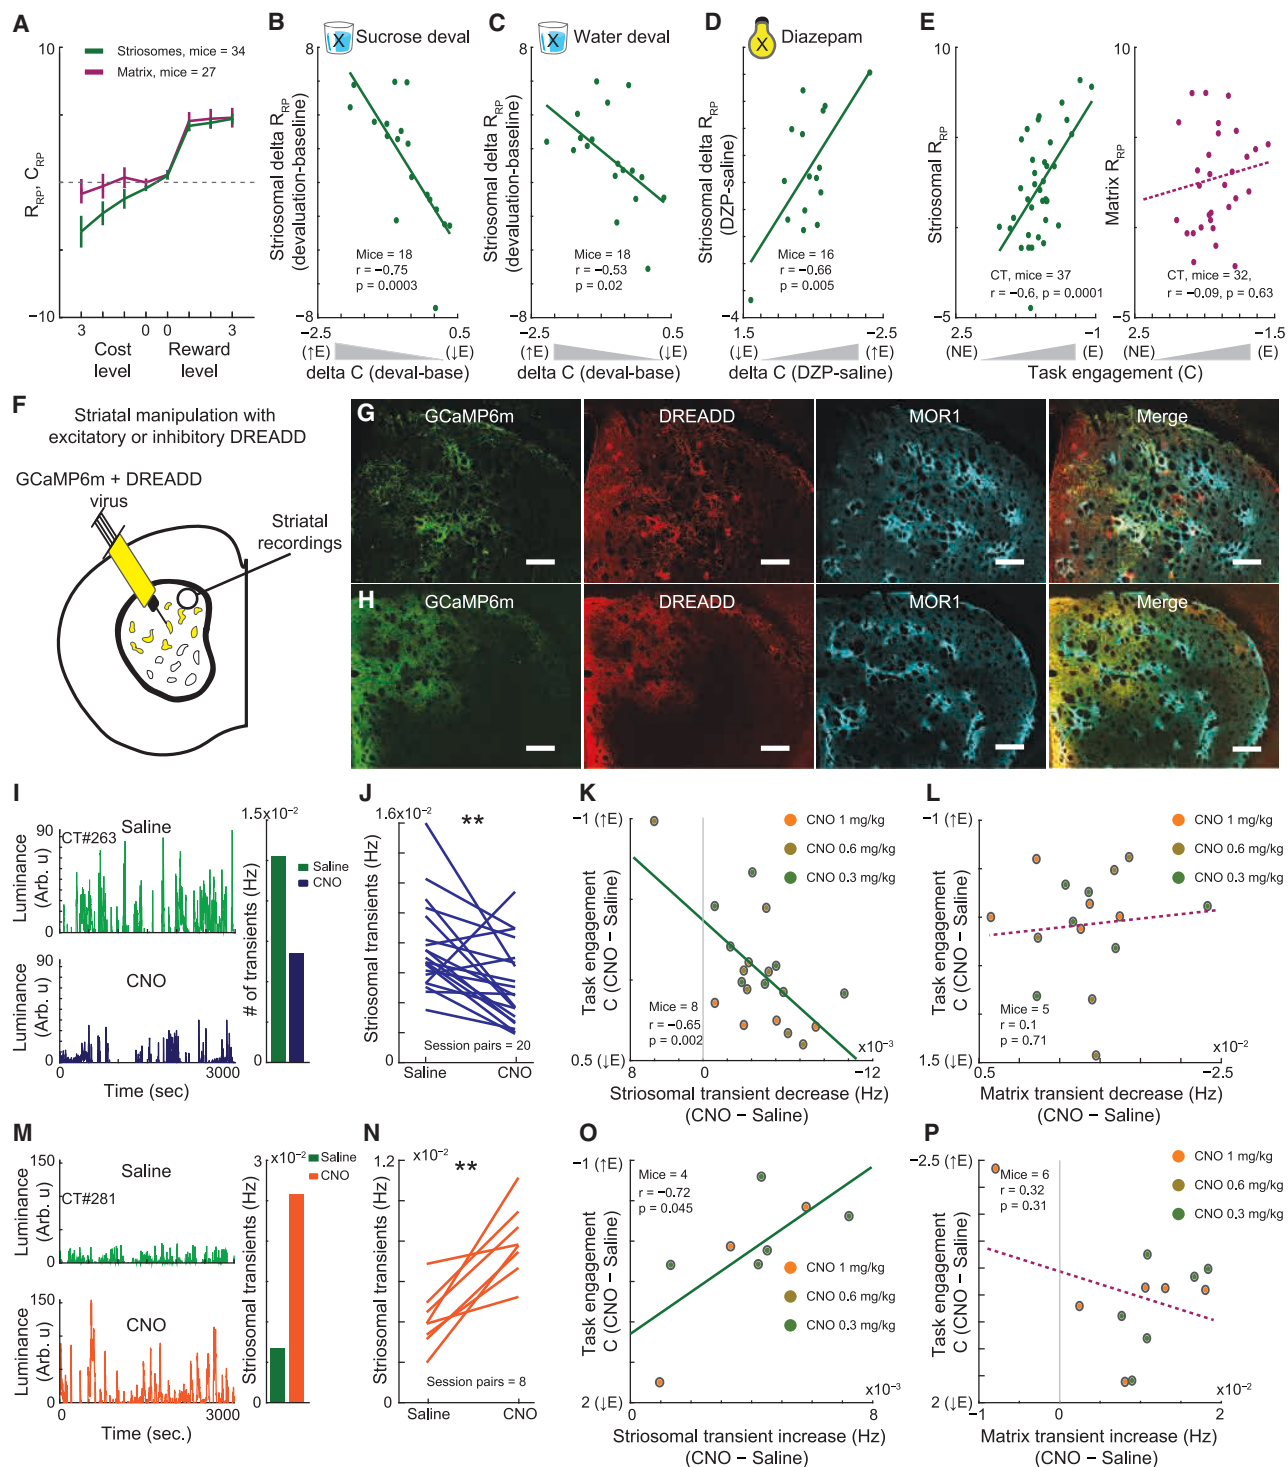 A
10
Striosomes, mice = 34
Matrix, mice = 27
R_RP, C_RP
−10
3
0
0
3
Cost level
Reward level
B
X
Sucrose deval
8
Striosomal delta R_RP
(devaluation-baseline)
−8
Mice = 18
r = −0.75
p = 0.0003
−2.5
0.5
(↑E)
(↓E)
delta C (deval-base)
C
X
Water deval
8
Striosomal delta R_RP
(devaluation-baseline)
−8
Mice = 18
r = −0.53
p = 0.02
−2.5
0.5
(↑E)
(↓E)
delta C (deval-base)
D
X
Diazepam
8
Striosomal delta R_RP
(DZP-saline)
−8
Mice = 16
r = −0.66
p = 0.005
1.5
−2.5
(↓E)
(↑E)
delta C (DZP-saline)
E
10
Striosomal R_RP
−5
CT, mice = 37
r = −0.6, p = 0.0001
2.5
−1
(NE)
(E)
10
Matrix R_RP
−5
CT, mice = 32,
r = −0.09, p = 0.63
2.5
−1.5
(NE)
(E)
Task engagement (C)
F
Striatal manipulation with
excitatory or inhibitory DREADD
GCaMP6m + DREADD
virus
Striatal
recordings
G
GCaMP6m
DREADD
MOR1
Merge
H
GCaMP6m
DREADD
MOR1
Merge
I
Saline
CT#263
90
0
Luminance
(Arb. u)
CNO
90
0
Luminance
(Arb. u)
0
3000
Time (sec)
1.5x10⁻²
0
# of transients (Hz)
Saline
CNO
J
1.6x10⁻²
**
Striosomal transients (Hz)
0
Session pairs = 20
Saline
CNO
K
−1 (↑E)
CNO 1 mg/kg
CNO 0.6 mg/kg
CNO 0.3 mg/kg
Task engagement
C (CNO − Saline)
Mice = 8
r = −0.65
p = 0.002
0.5 (↓E)
x10⁻³
8
0
−12
Striosomal transient decrease (Hz)
(CNO − Saline)
L
−1 (↑E)
CNO 1 mg/kg
CNO 0.6 mg/kg
CNO 0.3 mg/kg
Task engagement
C (CNO − Saline)
Mice = 5
r = 0.1
p = 0.71
1.5 (↓E)
x10⁻²
0.5
−2.5
Matrix transient decrease (Hz)
(CNO − Saline)
M
Saline
CT#281
150
0
Luminance
(Arb. u)
CNO
150
0
Luminance
(Arb. u)
0
3000
Time (sec.)
3
x10⁻²
0
Striosomal transients (Hz)
Saline
CNO
N
1.2
x10⁻²
**
Striosomal transients (Hz)
0
Session pairs = 8
Saline
CNO
O
−1 (↑E)
Mice = 4
r = −0.72
p = 0.045
Task engagement
C (CNO − Saline)
CNO 1 mg/kg
CNO 0.6 mg/kg
CNO 0.3 mg/kg
2 (↓E)
x10⁻³
0
8
Striosomal transient increase (Hz)
(CNO − Saline)
P
−2.5 (↑E)
Mice = 6
r = 0.32
p = 0.31
CNO 1 mg/kg
CNO 0.6 mg/kg
CNO 0.3 mg/kg
Task engagement
C (CNO − Saline)
2 (↓E)
x10⁻²
−1
0
2
Matrix transient increase (Hz)
(CNO − Saline)